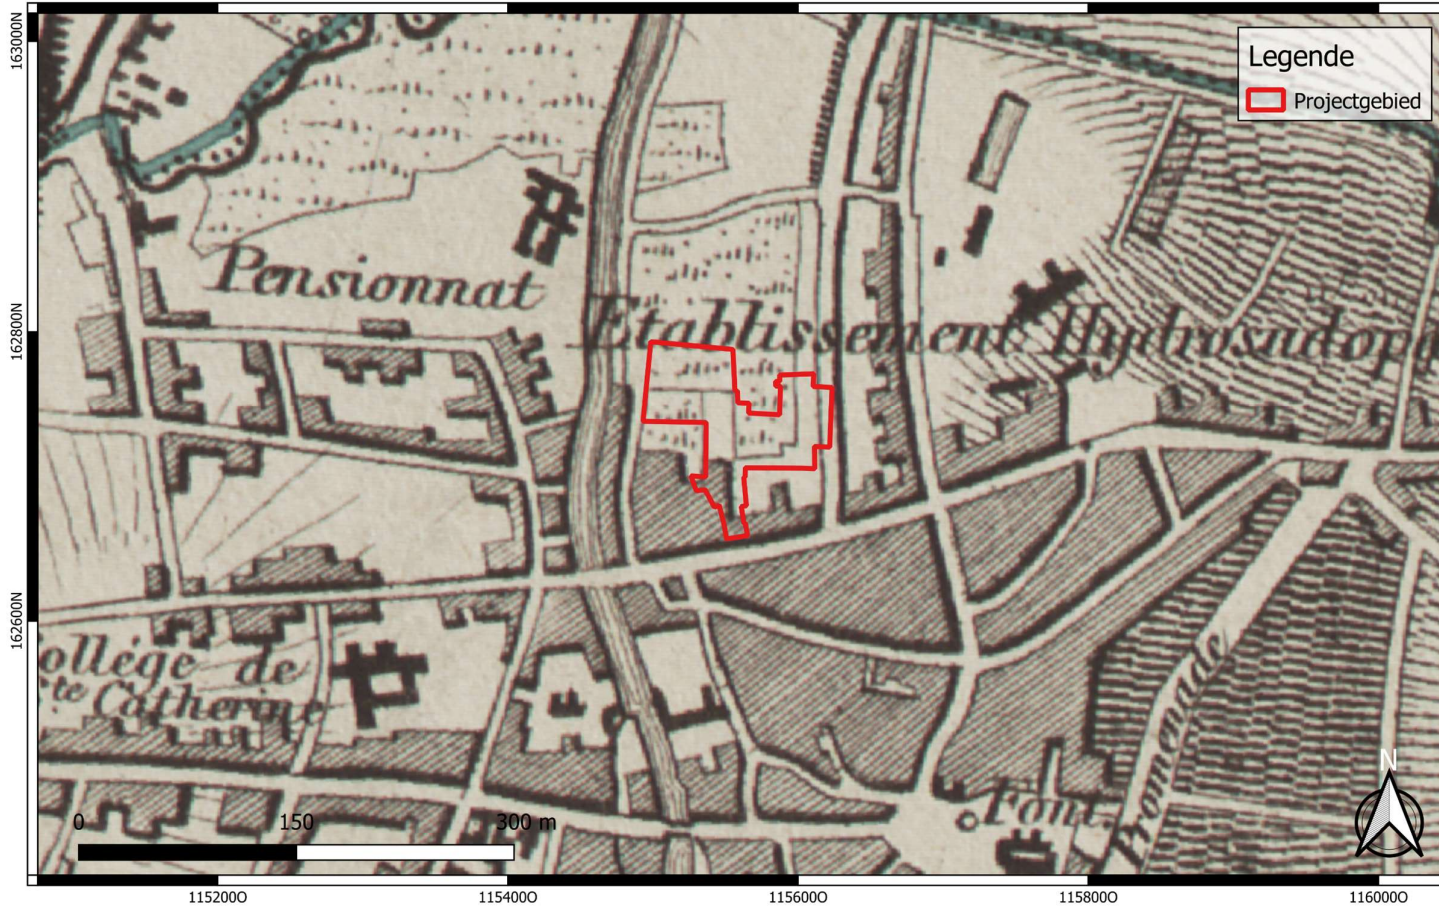 Legende
Projectgebied
Pensionnat
Etablissement Hydrosudop
ollége de
te Catherine
Font.
Promenade
N
0 150 300 m
163000N
162800N
162600N
115200O
115400O
115600O
115800O
116000O